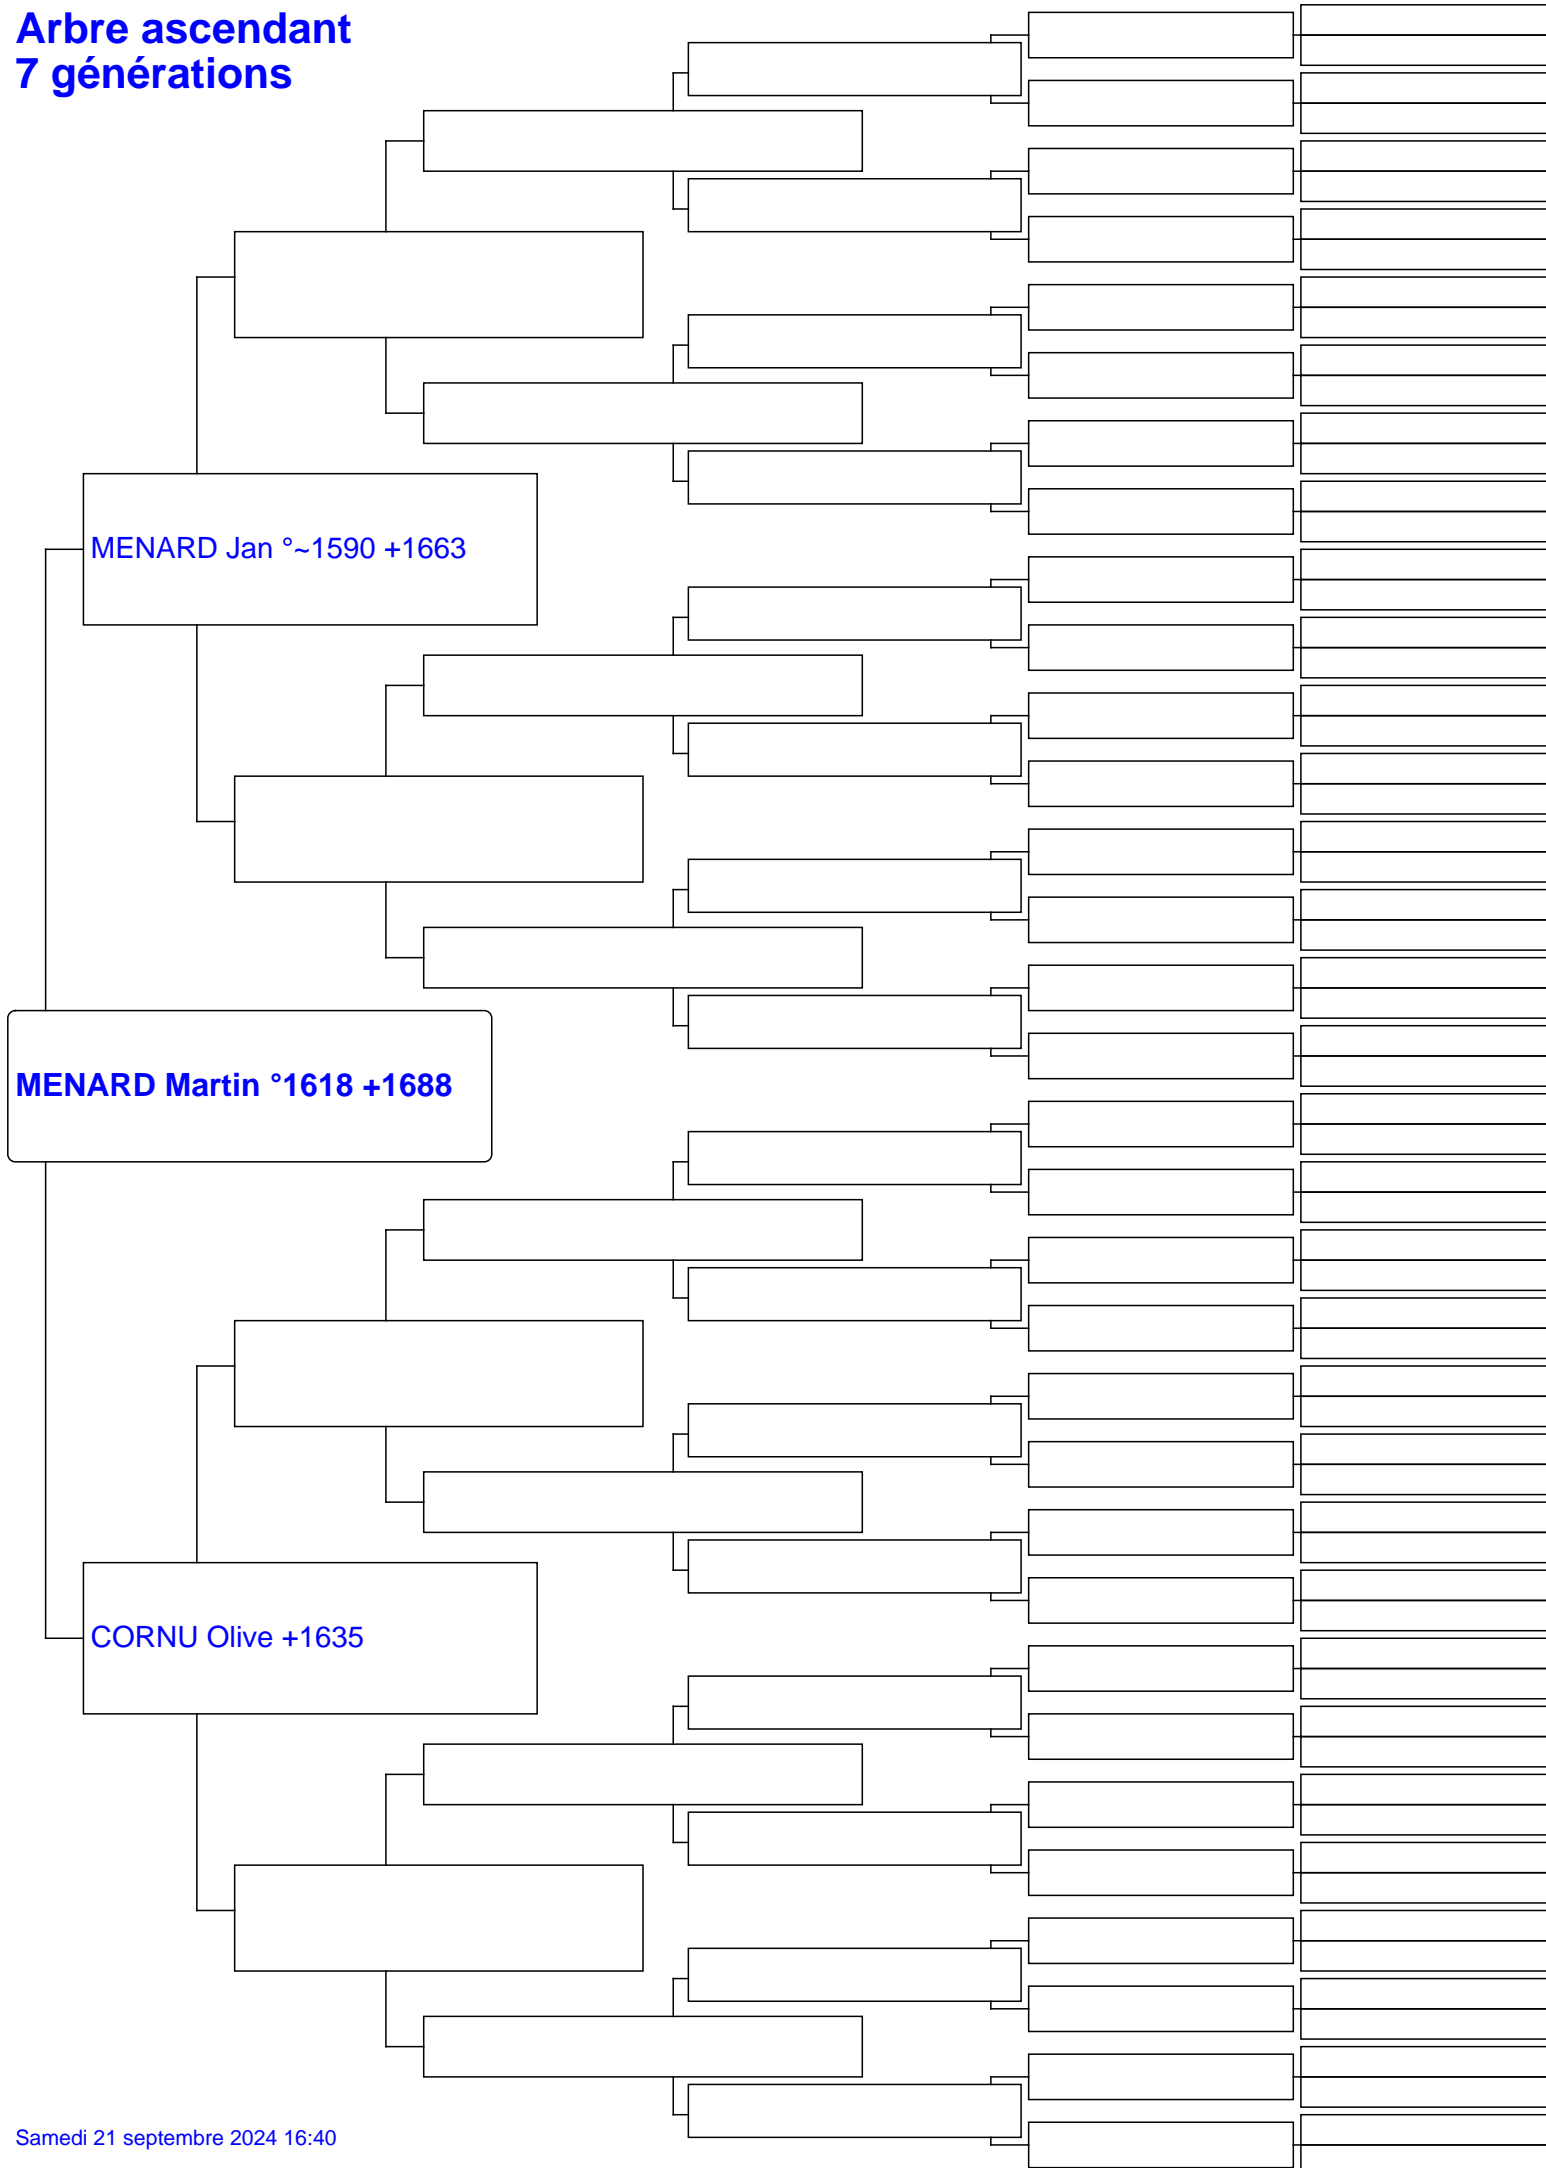 Arbre ascendant
7 générations
MENARD Jan °~1590 +1663
MENARD Martin °1618 +1688
CORNU Olive +1635
Samedi 21 septembre 2024 16:40